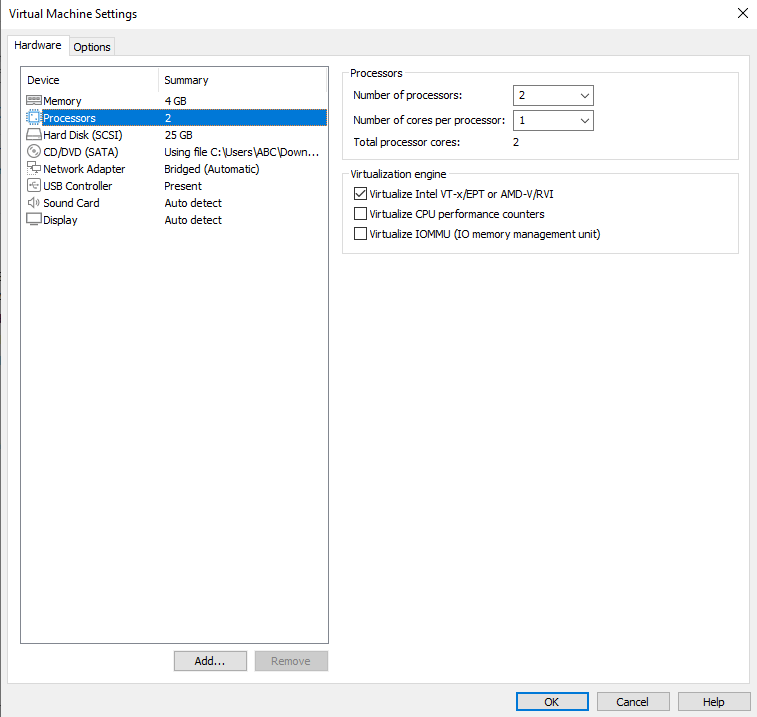 Virtual Machine Settings
Hardware
Options
Device Summary
Memory 4 GB
Processors 2
Hard Disk (SCSI) 25 GB
CD/DVD (SATA) Using file C:\Users\ABC\Down...
Network Adapter Bridged (Automatic)
USB Controller Present
Sound Card Auto detect
Display Auto detect
Add...
Remove
Processors
Number of processors: 2
Number of cores per processor: 1
Total processor cores: 2
Virtualization engine
Virtualize Intel VT-x/EPT or AMD-V/RVI
Virtualize CPU performance counters
Virtualize IOMMU (IO memory management unit)
OK
Cancel
Help